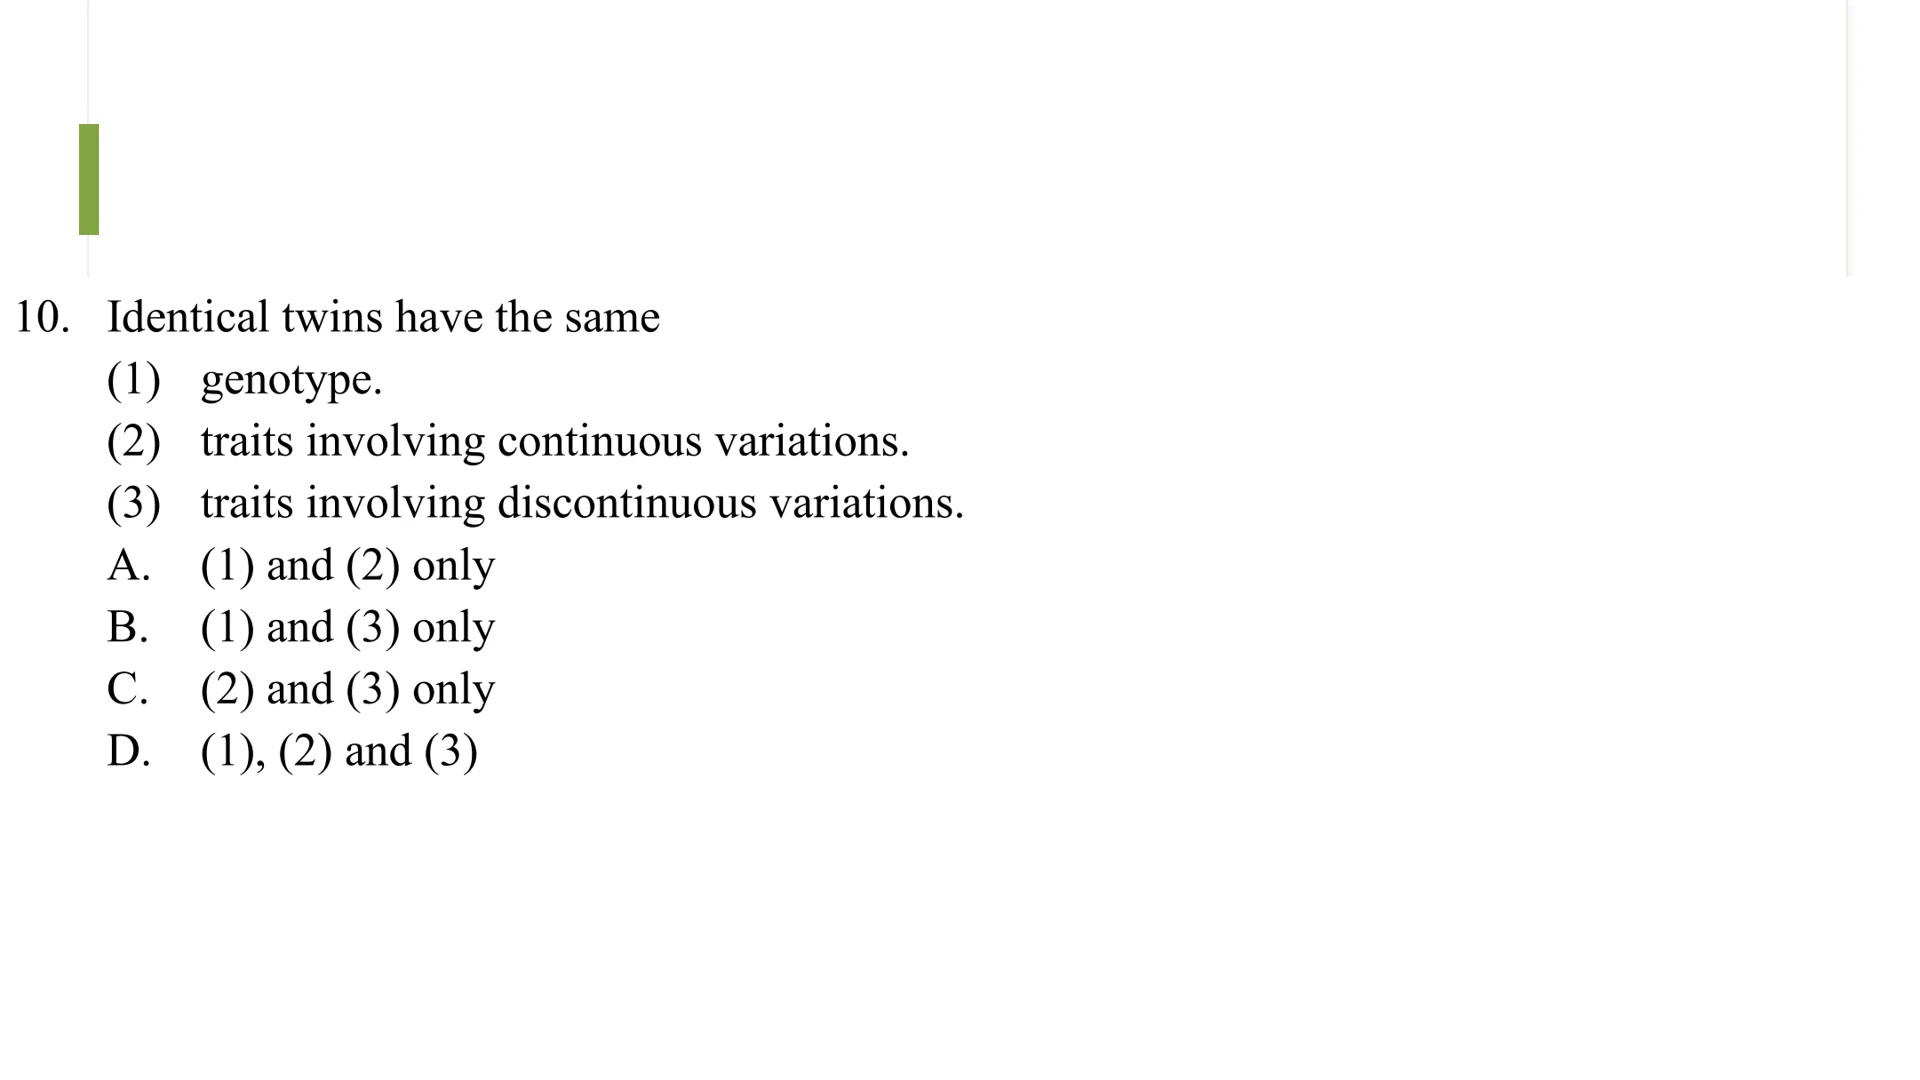 10. Identical twins have the same
(1) genotype.
(2) traits involving continuous variations.
(3) traits involving discontinuous variations.
A. (1) and (2) only
B. (1) and (3) only
C. (2) and (3) only
D. (1), (2) and (3)